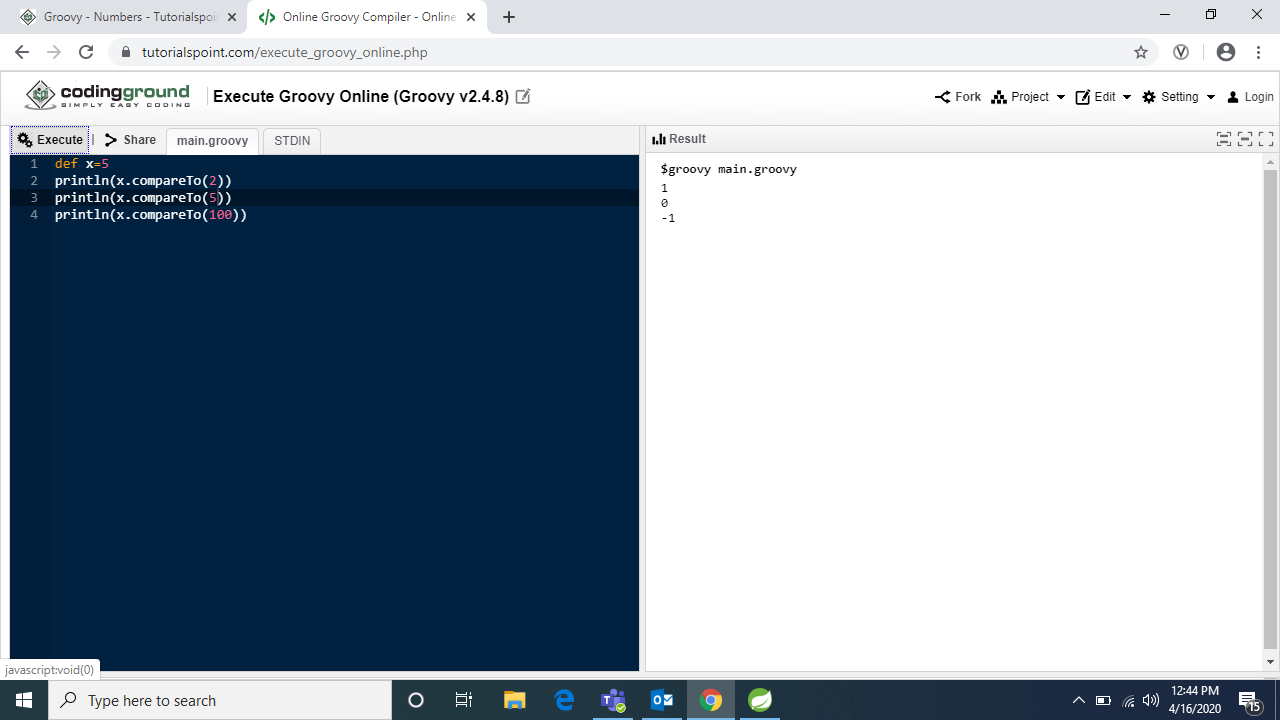 Groovy - Numbers - Tutorialspoi
Online Groovy Compiler - Online
tutorialspoint.com/execute_groovy_online.php
codingground
SIMPLY EASY CODING
Execute Groovy Online (Groovy v2.4.8)
Fork Project Edit Setting Login
Execute | Share main.groovy STDIN
Result
1 def x=5
2 println(x.compareTo(2))
3 println(x.compareTo(5))
4 println(x.compareTo(100))
$groovy main.groovy
1
0
-1
javascript:void(0)
Type here to search
12:44 PM
4/16/2020
15